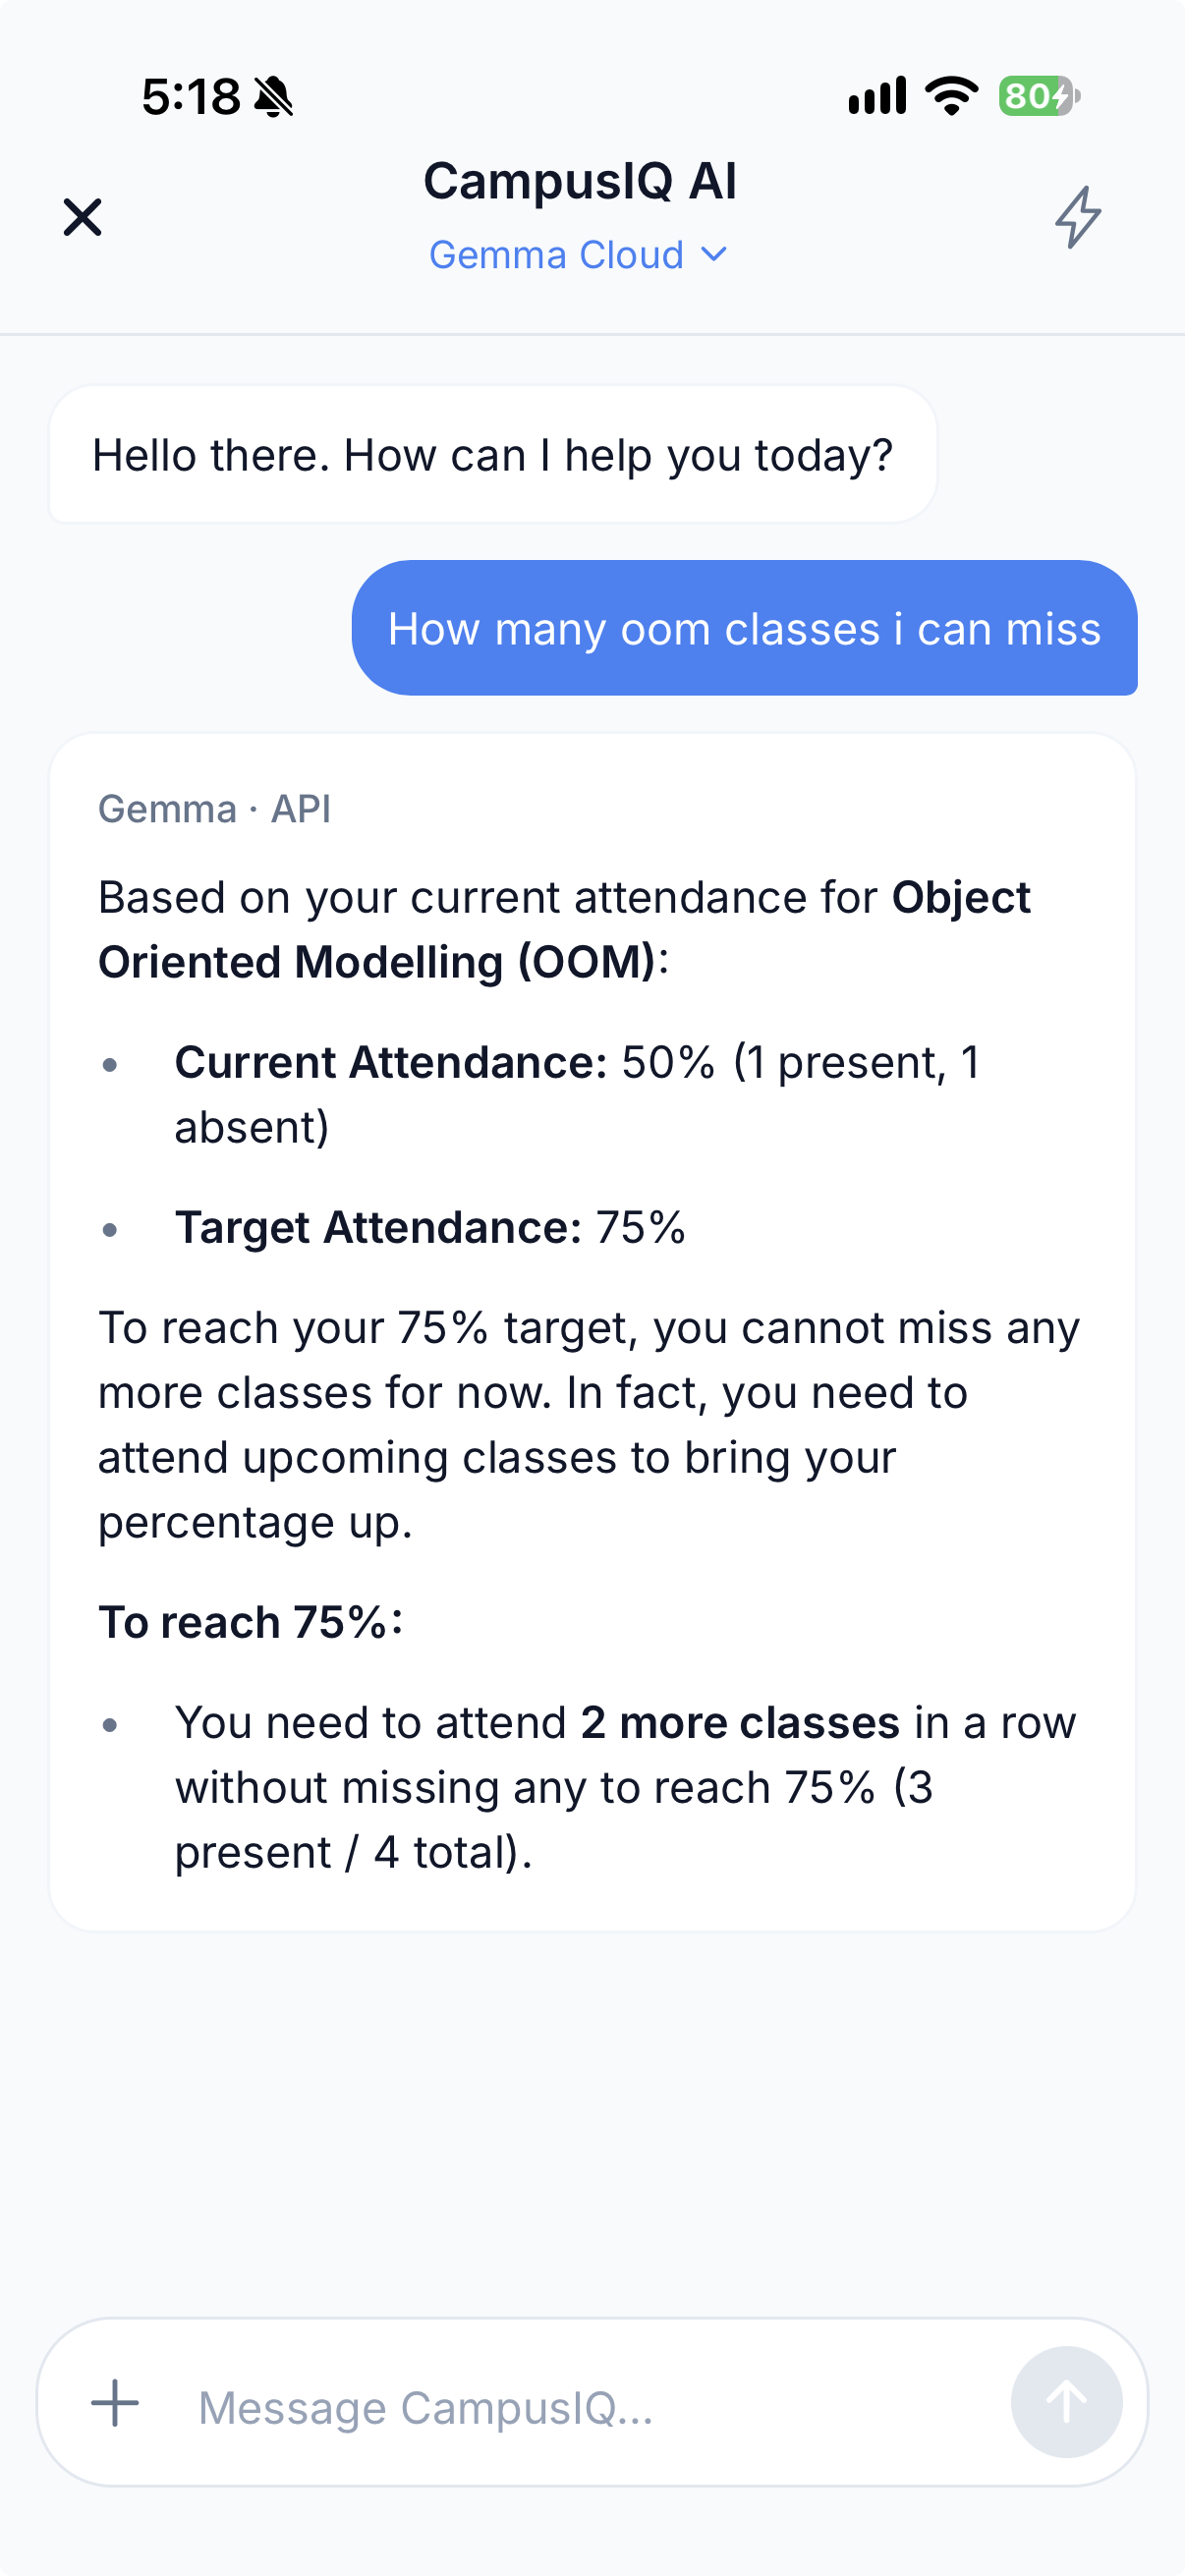 5:18
80
CampusIQ AI
Gemma Cloud
Hello there. How can I help you today?
How many oom classes i can miss
Gemma · API
Based on your current attendance for Object
Oriented Modelling (OOM):
• Current Attendance: 50% (1 present, 1
absent)
• Target Attendance: 75%
To reach your 75% target, you cannot miss any
more classes for now. In fact, you need to
attend upcoming classes to bring your
percentage up.
To reach 75%:
• You need to attend 2 more classes in a row
without missing any to reach 75% (3
present / 4 total).
Message CampusIQ...